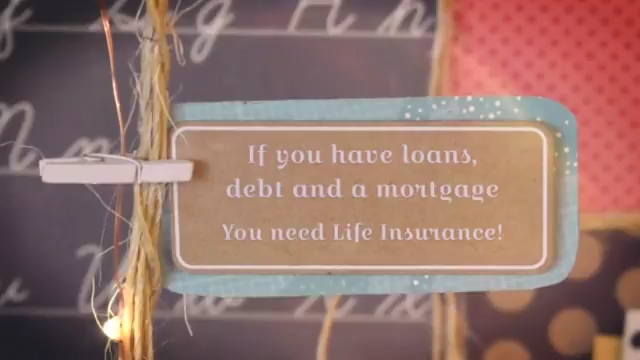 If you have loans,
debt and a mortgage
You need Life Insurance!